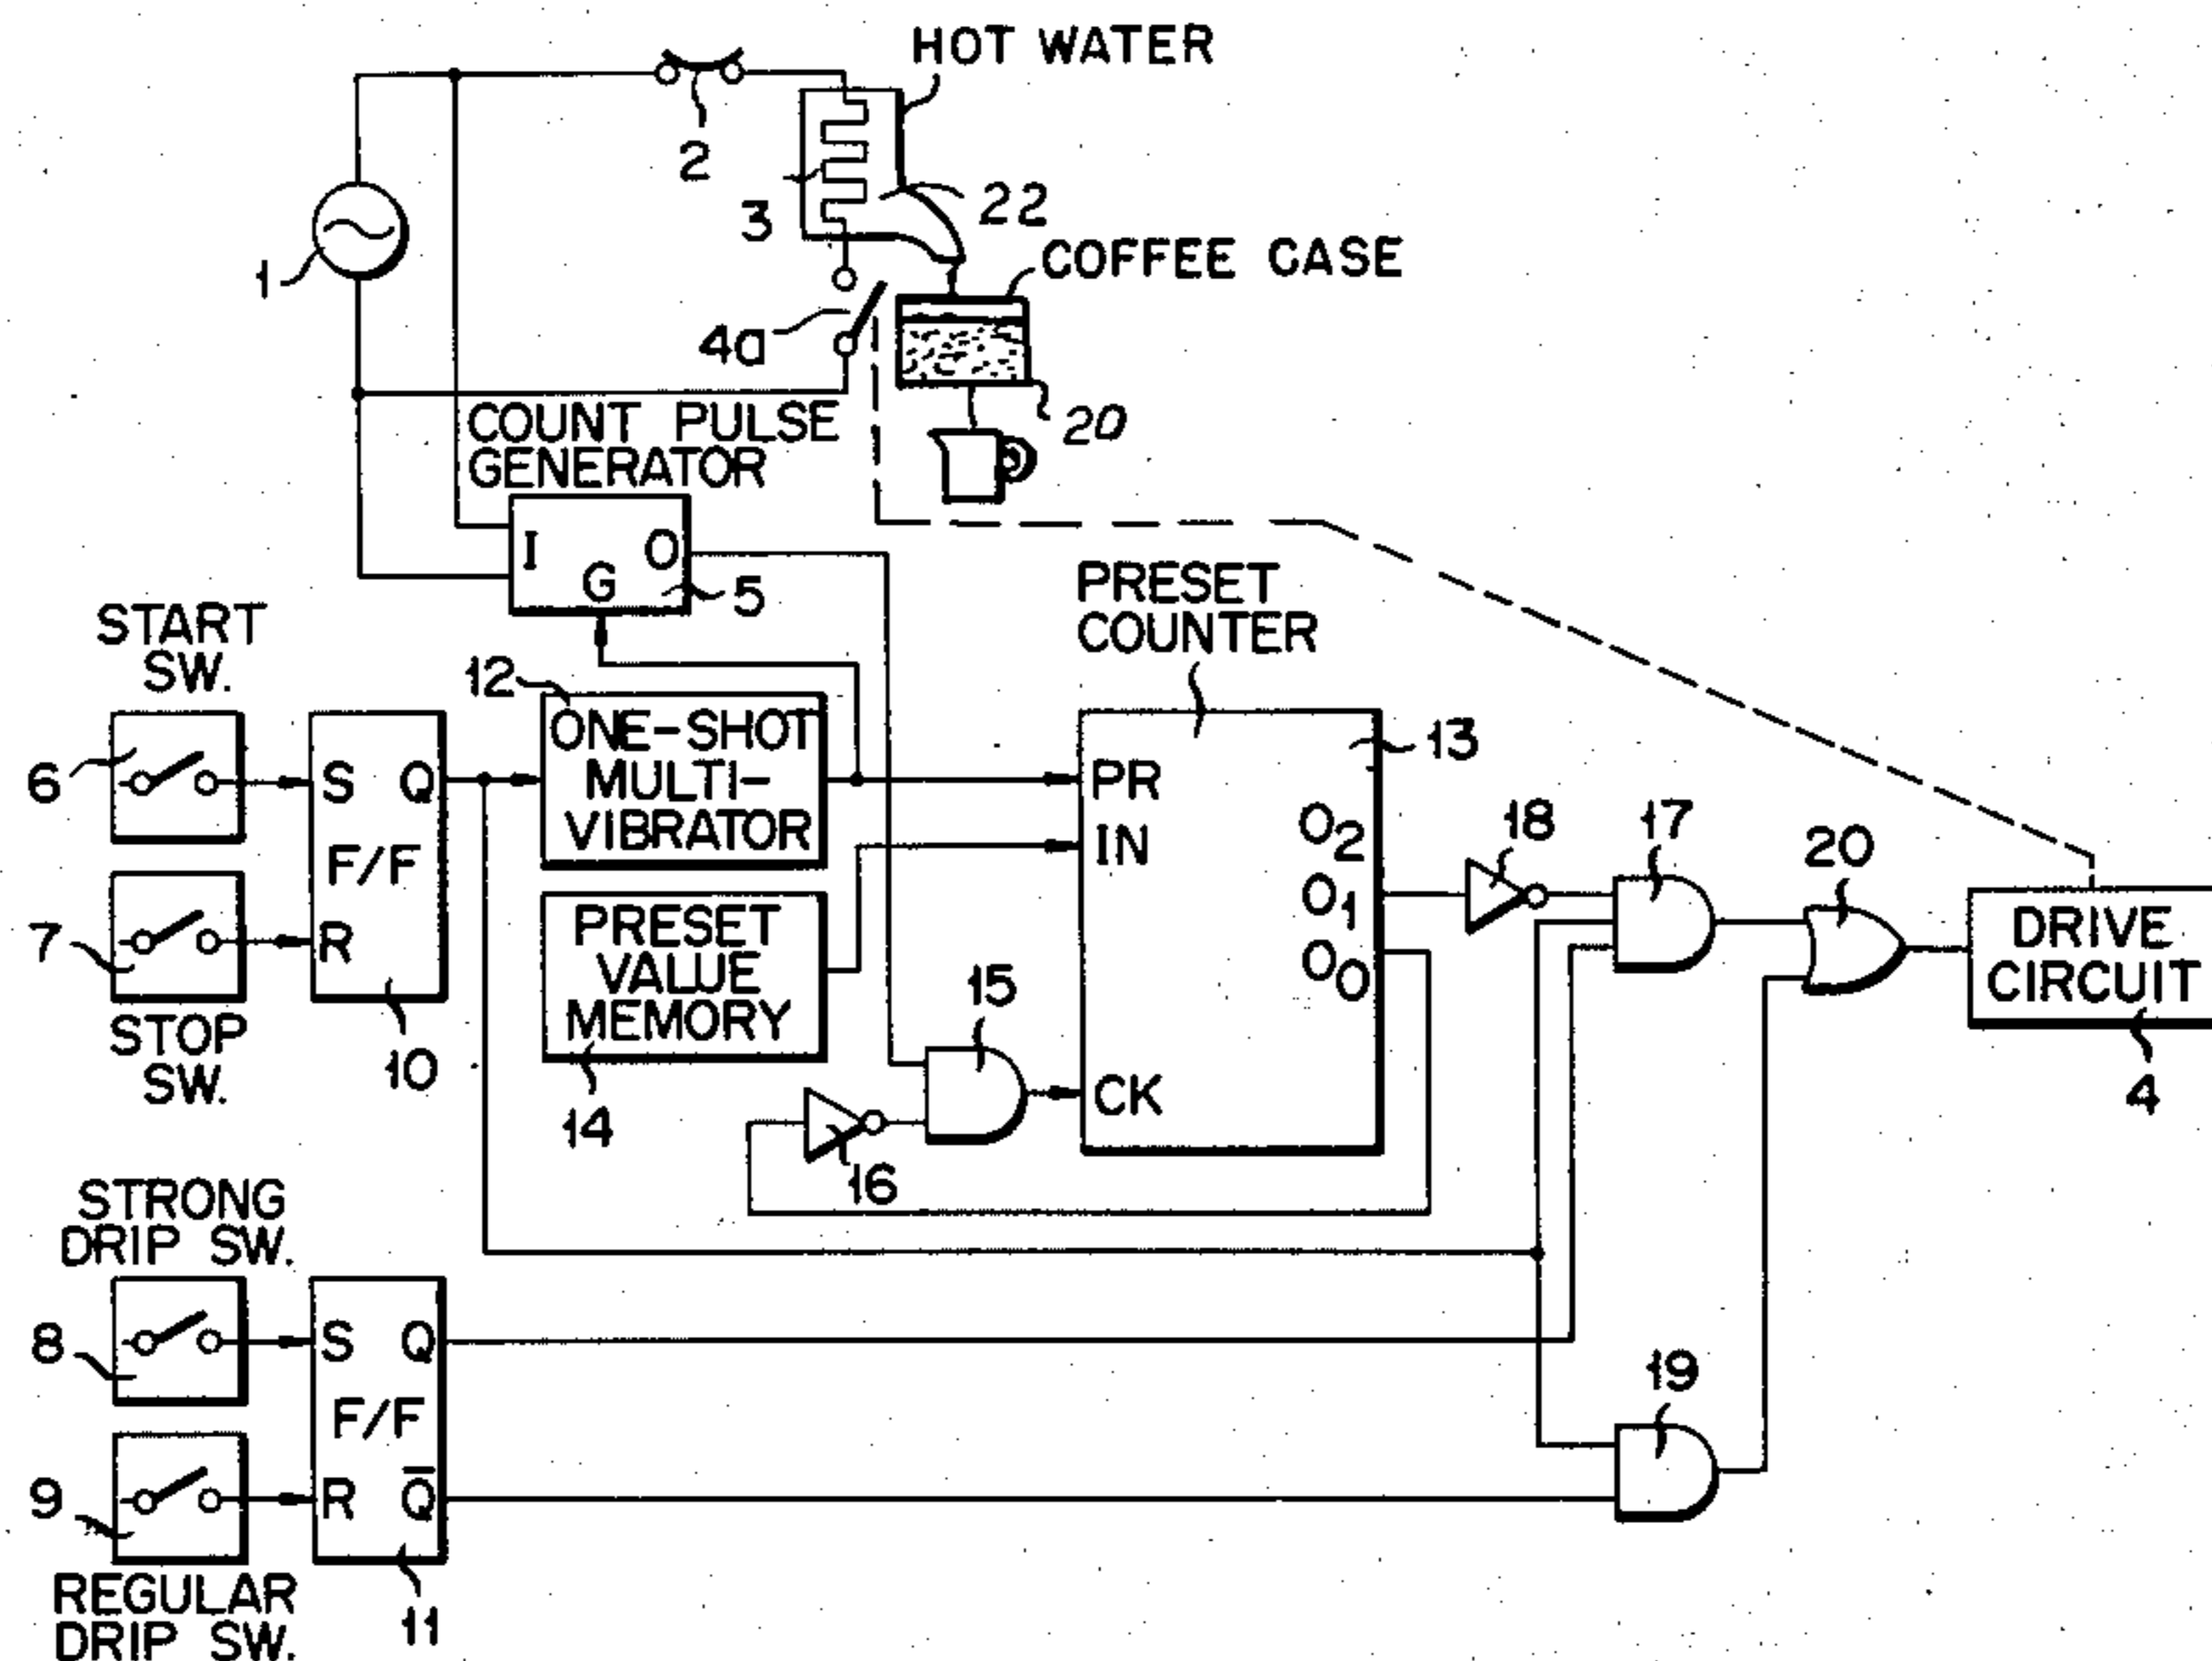 HOT WATER
2
3
22
1
COFFEE CASE
4a
20
COUNT PULSE
GENERATOR
I
O
G
5
PRESET
COUNTER
START
SW.
12
ONE-SHOT
MULTI-
VIBRATOR
13
6
S
Q
F/F
PR
IN
O2
O1
O0
18
17
20
7
R
STOP
SW.
10
PRESET
VALUE
MEMORY
14
15
CK
16
DRIVE
CIRCUIT
4
STRONG
DRIP SW.
8
S
Q
F/F
19
9
R
Q̅
REGULAR
DRIP SW.
11